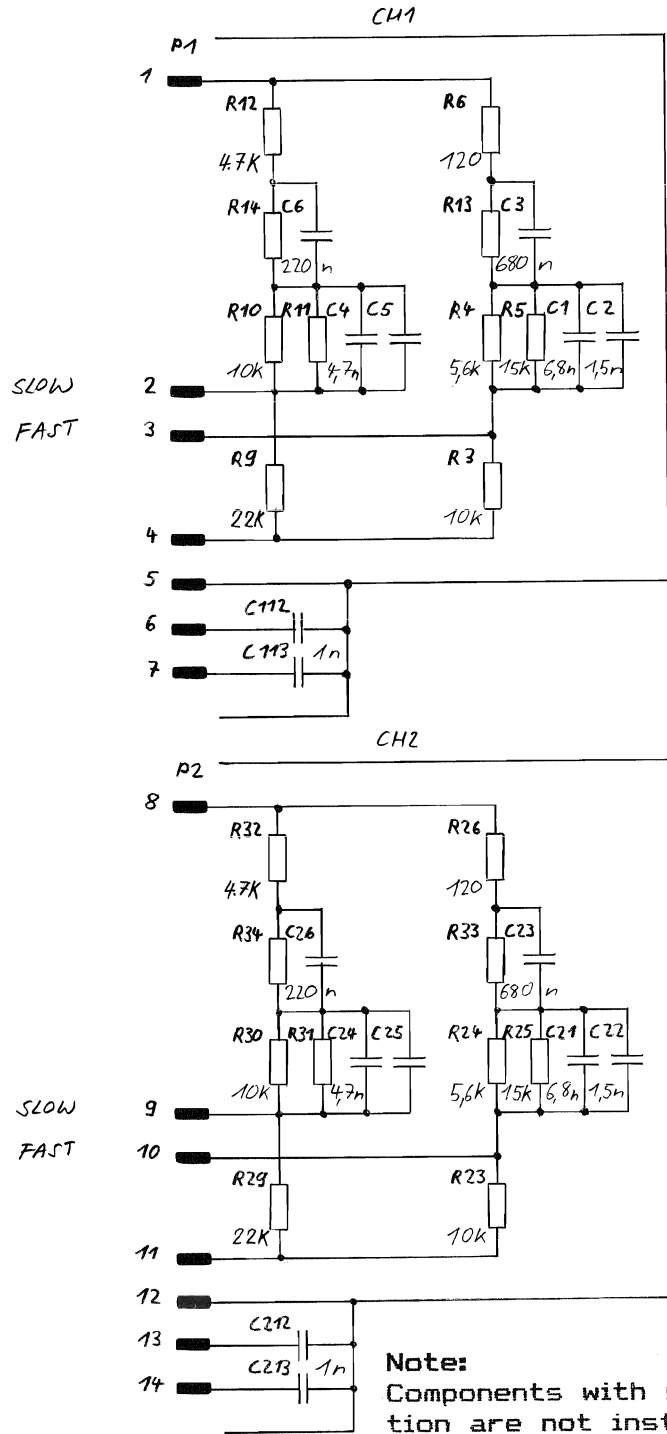 CH1
P1
1
R12 R6
4.7K 120
R14 C6 R13 C3
220 n 680 n
R10 R11 C4 C5 R4 R5 C1 C2
10K 4,7n 5,6k 15k 6,8n 1,5n
SLOW 2
FAST 3
R9 R3
22K 10k
4
5
C112
6
C113 1n
7
CH2
P2
8
R32 R26
4.7K 120
R34 C26 R33 C23
220 n 680 n
R30 R31 C24 C25 R24 R25 C21 C22
10K 4,7n 5,6k 15k 6,8n 1,5n
SLOW 9
FAST 10
R29 R23
22K 10k
11
12
C212
13
C213 1n
14
Note:
Components with
tion are not inst